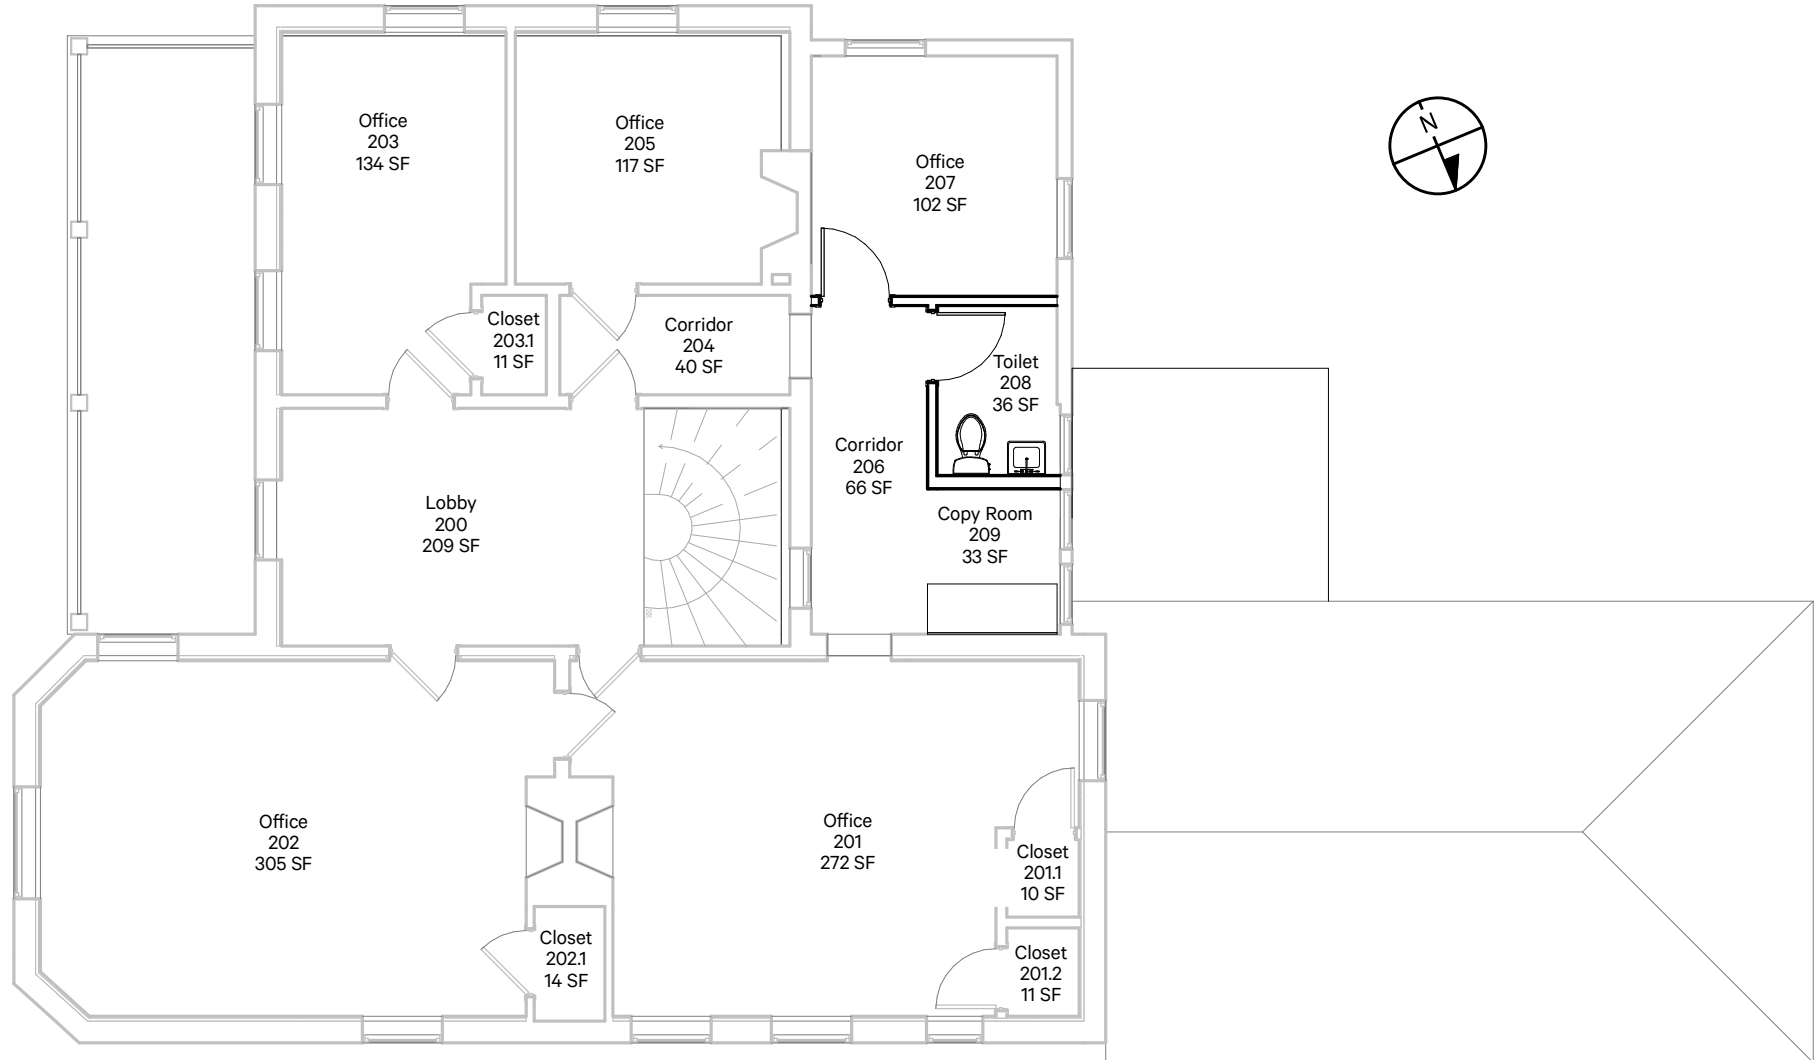 Office
203
134 SF
Office
205
117 SF
Office
207
102 SF
N
Closet
203.1
11 SF
Corridor
204
40 SF
Toilet
208
36 SF
Corridor
206
66 SF
Lobby
200
209 SF
Copy Room
209
33 SF
Office
202
305 SF
Office
201
272 SF
Closet
201.1
10 SF
Closet
202.1
14 SF
Closet
201.2
11 SF